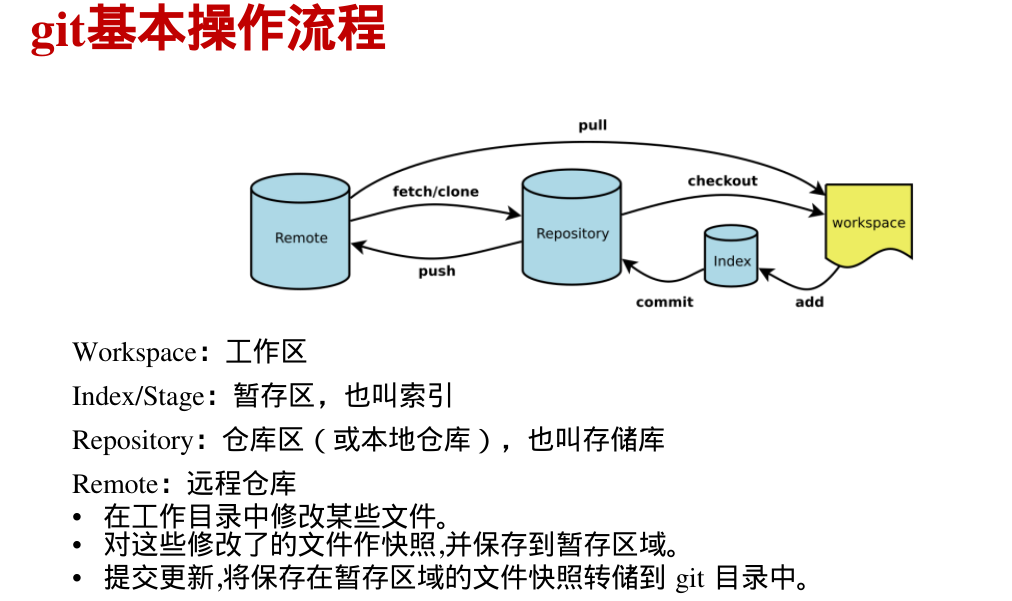 git基本操作流程
pull
fetch/clone
checkout
Remote
Repository
workspace
Index
push
commit
add
Workspace：工作区
Index/Stage：暂存区，也叫索引
Repository：仓库区（或本地仓库），也叫存储库
Remote：远程仓库
• 在工作目录中修改某些文件。
• 对这些修改了的文件作快照,并保存到暂存区域。
• 提交更新,将保存在暂存区域的文件快照转储到 git 目录中。